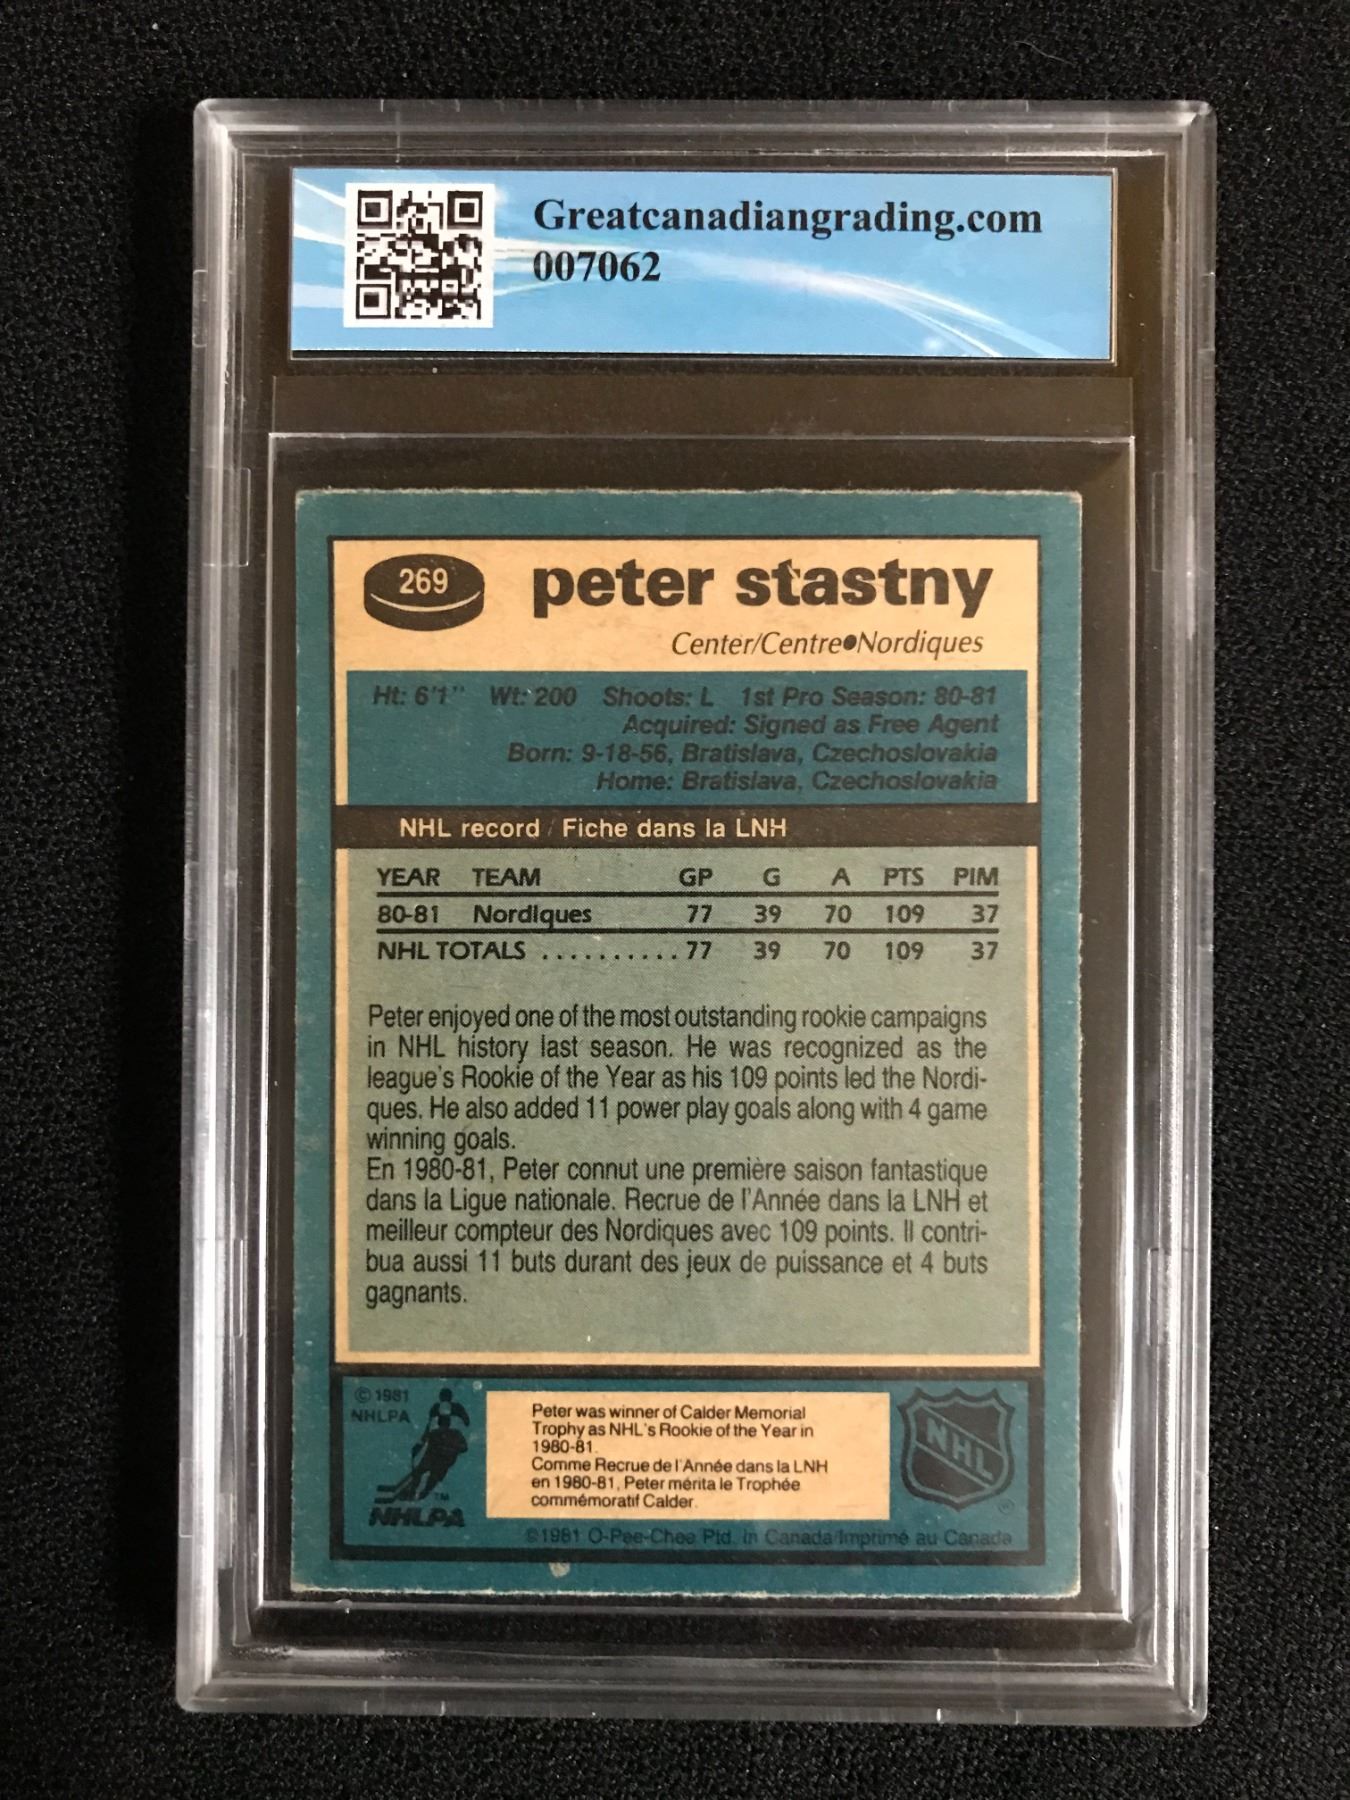 Greatcanadiangrading.com
007062
269
peter stastny
Center/Centre●Nordiques
Ht: 6'1" Wt: 200 Shoots: L 1st Pro Season: 80-81
Acquired: Signed as Free Agent
Born: 9-18-56, Bratislava, Czechoslovakia
Home: Bratislava, Czechoslovakia
NHL record / Fiche dans la LNH
YEAR TEAM GP G A PTS PIM
80-81 Nordiques 77 39 70 109 37
NHL TOTALS .......... 77 39 70 109 37
Peter enjoyed one of the most outstanding rookie campaigns
in NHL history last season. He was recognized as the
league's Rookie of the Year as his 109 points led the Nordi-
ques. He also added 11 power play goals along with 4 game
winning goals.
En 1980-81, Peter connut une première saison fantastique
dans la Ligue nationale. Recrue de l'Année dans la LNH et
meilleur compteur des Nordiques avec 109 points. Il contri-
bua aussi 11 buts durant des jeux de puissance et 4 buts
gagnants.
© 1981
NHLPA
TM
NHLPA
Peter was winner of Calder Memorial
Trophy as NHL's Rookie of the Year in
1980-81.
Comme Recrue de l'Année dans la LNH
en 1980-81, Peter mérita le Trophée
commémoratif Calder.
NHL
®
©1981 O-Pee-Chee Ptd. in Canada/Imprimé au Canada